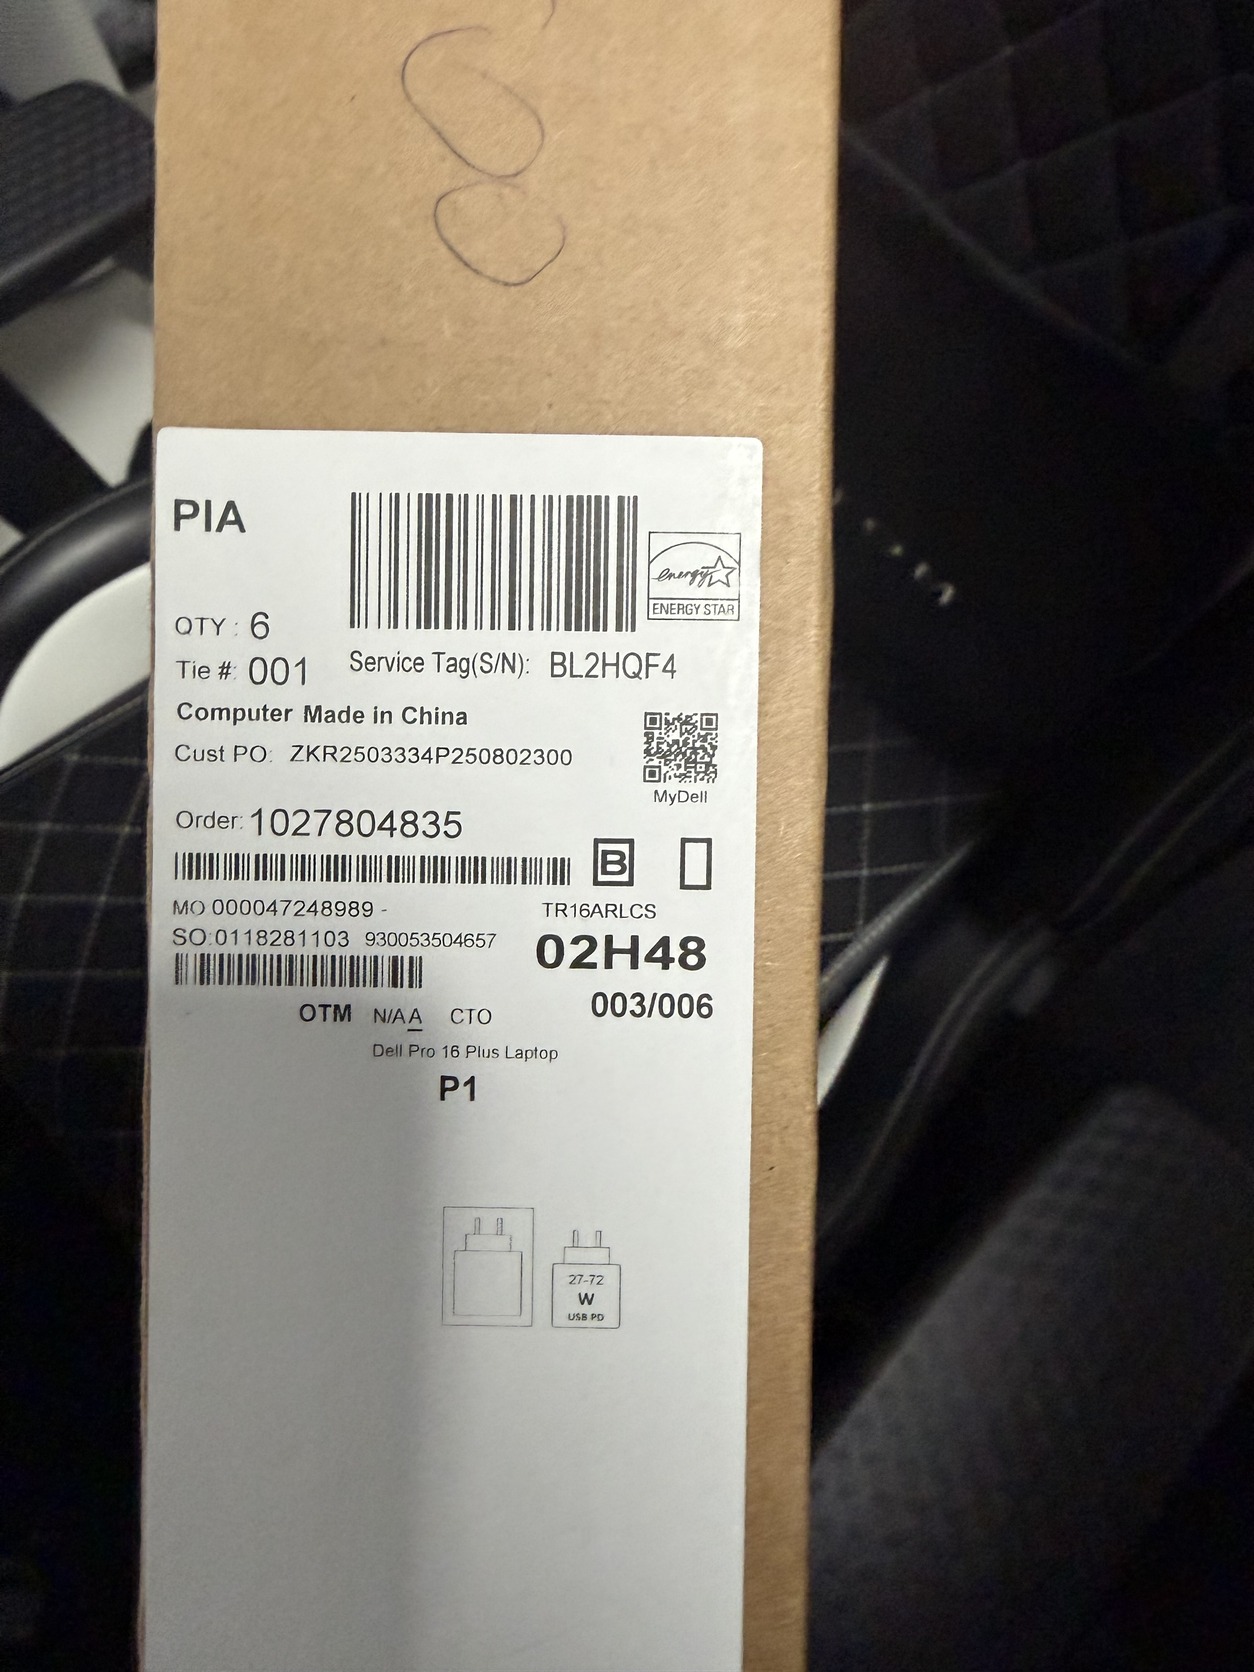 PIA
energy
ENERGY STAR
QTY : 6
Tie #: 001
Service Tag(S/N): BL2HQF4
Computer Made in China
Cust PO: ZKR2503334P250802300
MyDell
Order: 1027804835
B
MO 000047248989 -
TR16ARLCS
SO:0118281103 930053504657
02H48
003/006
OTM N/AA CTO
Dell Pro 16 Plus Laptop
P1
27-72
W
USB PD